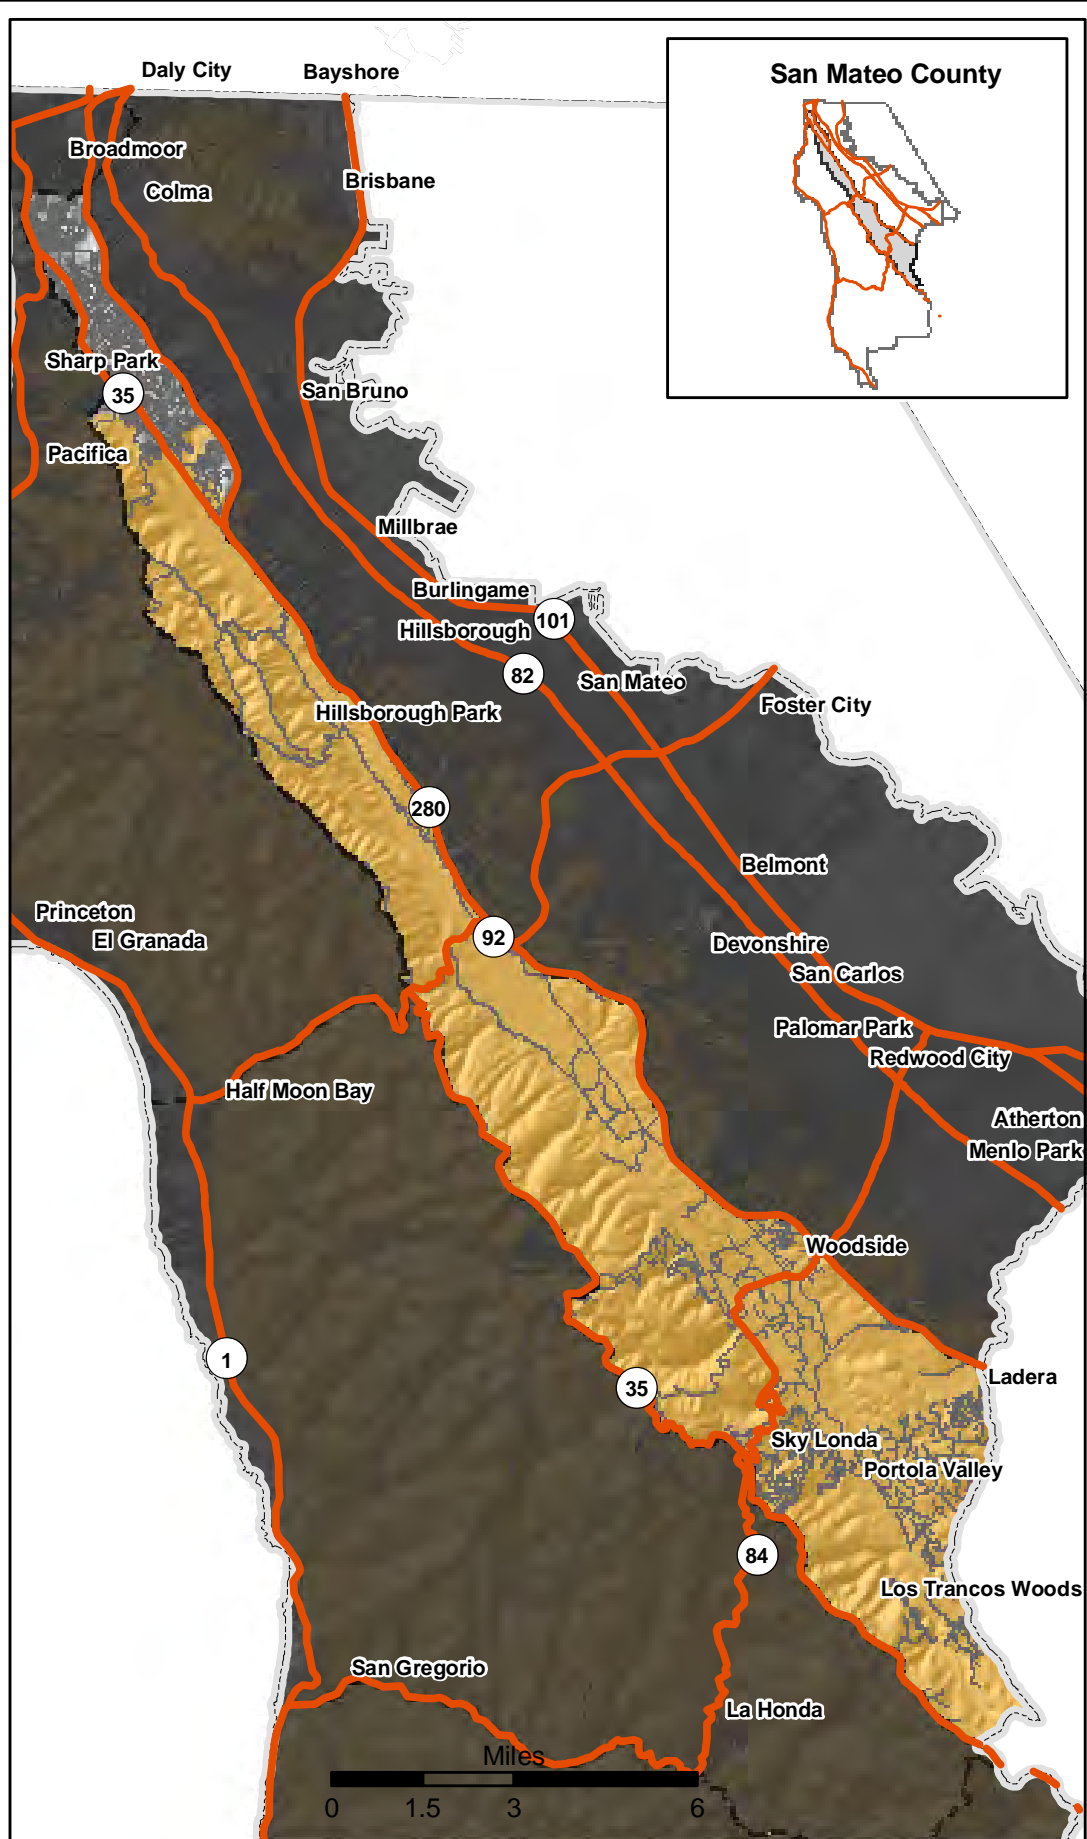 San Mateo County
Daly City
Bayshore
Broadmoor
Colma
Brisbane
Sharp Park
35
San Bruno
Pacifica
Millbrae
Burlingame
101
Hillsborough
82
San Mateo
Foster City
Hillsborough Park
280
Belmont
Princeton
El Granada
92
Devonshire
San Carlos
Palomar Park
Redwood City
Half Moon Bay
Atherton
Menlo Park
Woodside
1
35
Ladera
Sky Londa
Portola Valley
84
Los Trancos Woods
San Gregorio
La Honda
Miles
0 1.5 3 6